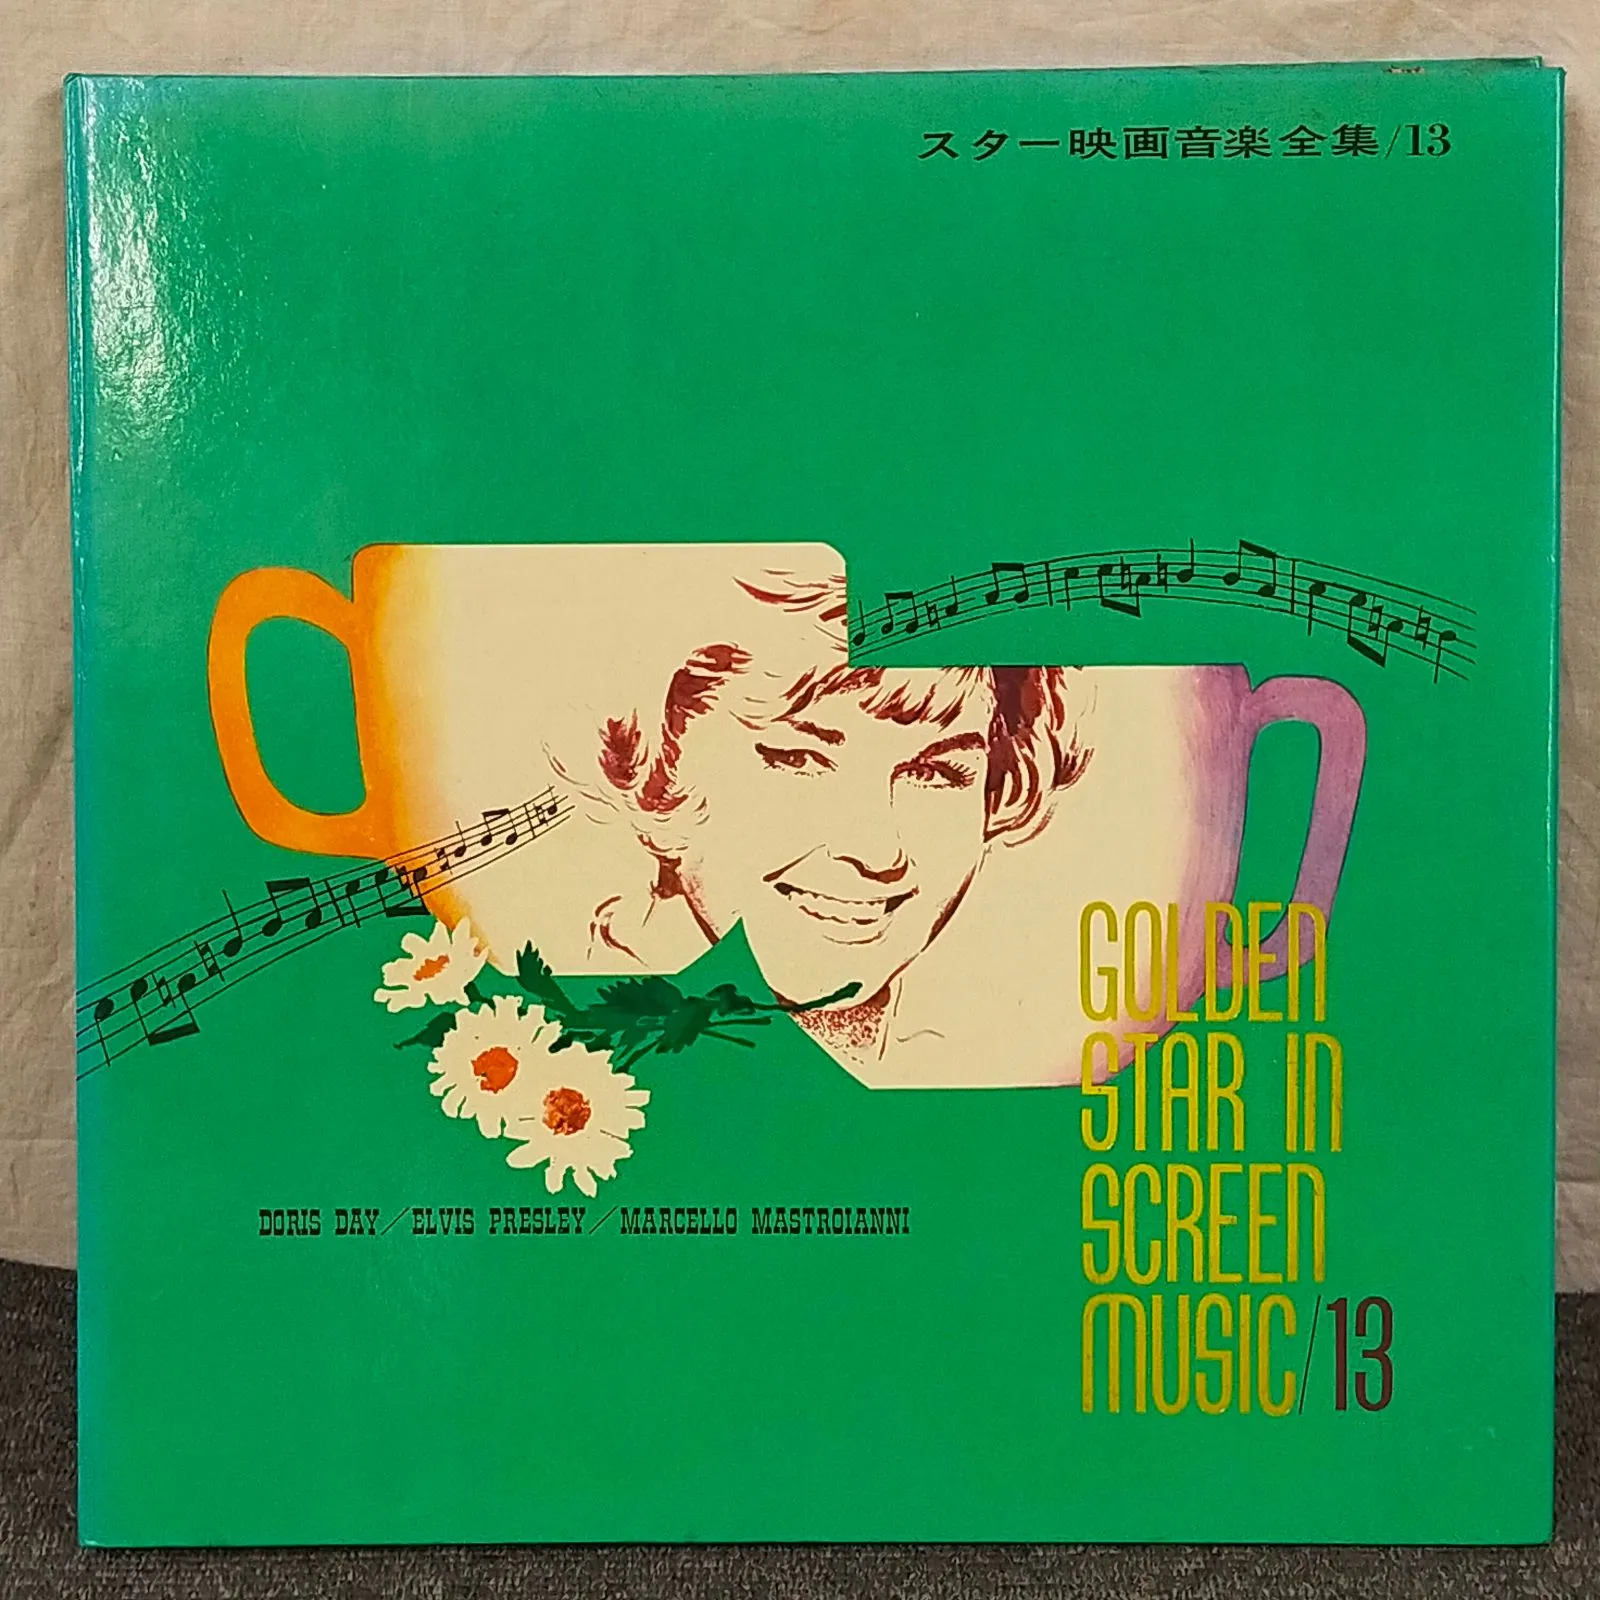 スター映画音楽全集/13
GOLDEN
STAR IN
SCREEN
MUSIC/13
DORIS DAY/ELVIS PRESLEY/MARCELLO MASTROIANNI